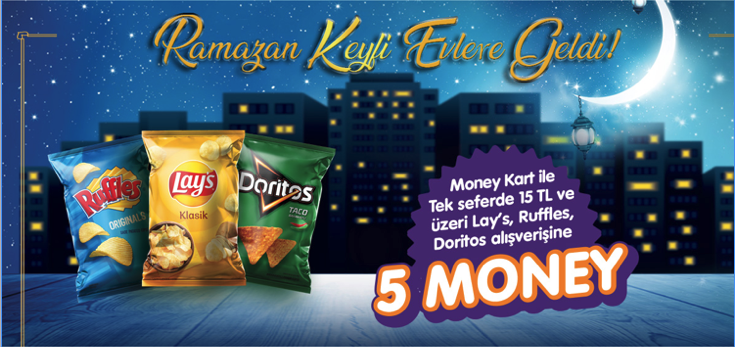 Ramazan Keyfi Evlere Geldi!
Ruffles
ORIGINAL
Lay's
Klasik
Doritos
TACO
Money Kart ile
Tek seferde 15 TL ve
üzeri Lay's, Ruffles,
Doritos alışverişine
5 MONEY